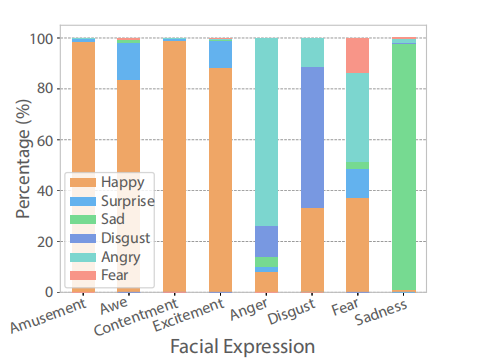 100
80
60
40
20
0
Percentage (%)
Happy
Surprise
Sad
Disgust
Angry
Fear
Amusement
Awe
Contentment
Excitement
Anger
Disgust
Fear
Sadness
Facial Expression